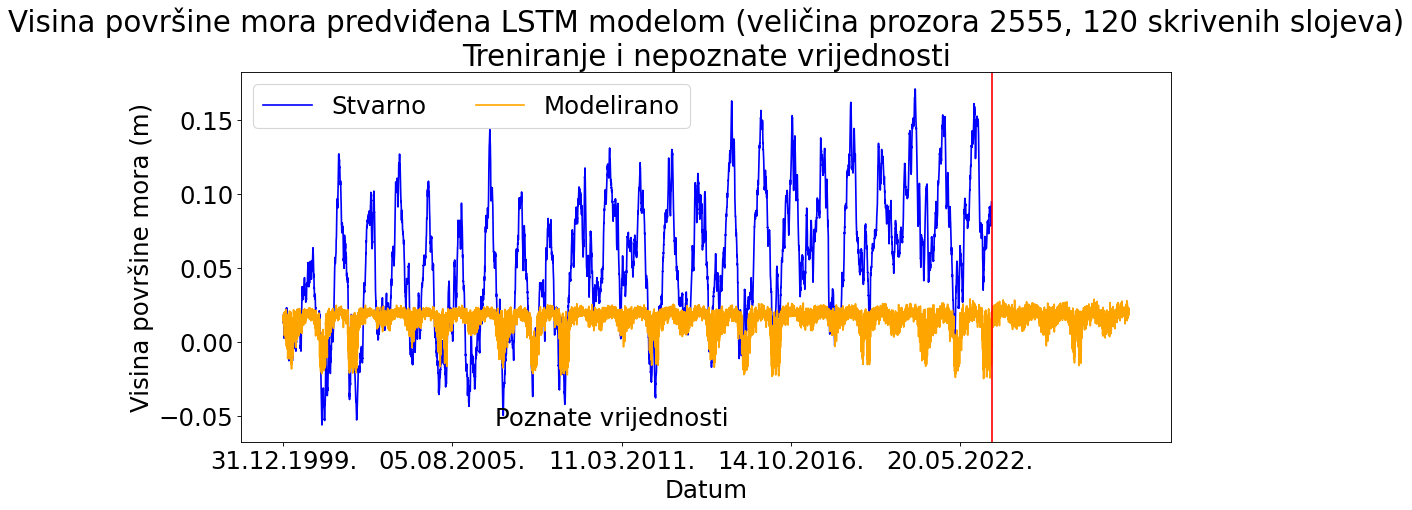 Visina površine mora predviđena LSTM modelom (veličina prozora 2555, 120 skrivenih slojeva)
Treniranje i nepoznate vrijednosti
Stvarno
Modelirano
Visina površine mora (m)
0.15
0.10
0.05
0.00
−0.05
Poznate vrijednosti
31.12.1999.
05.08.2005.
11.03.2011.
14.10.2016.
20.05.2022.
Datum